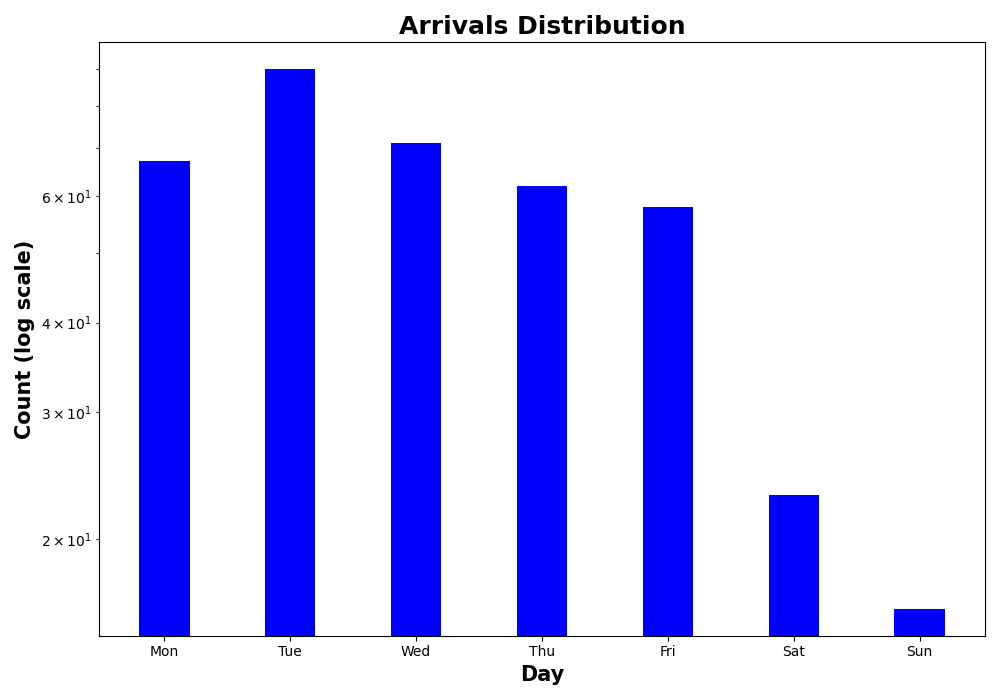 Arrivals Distribution
Count (log scale)
6 × 10¹
4 × 10¹
3 × 10¹
2 × 10¹
Mon Tue Wed Thu Fri Sat Sun
Day